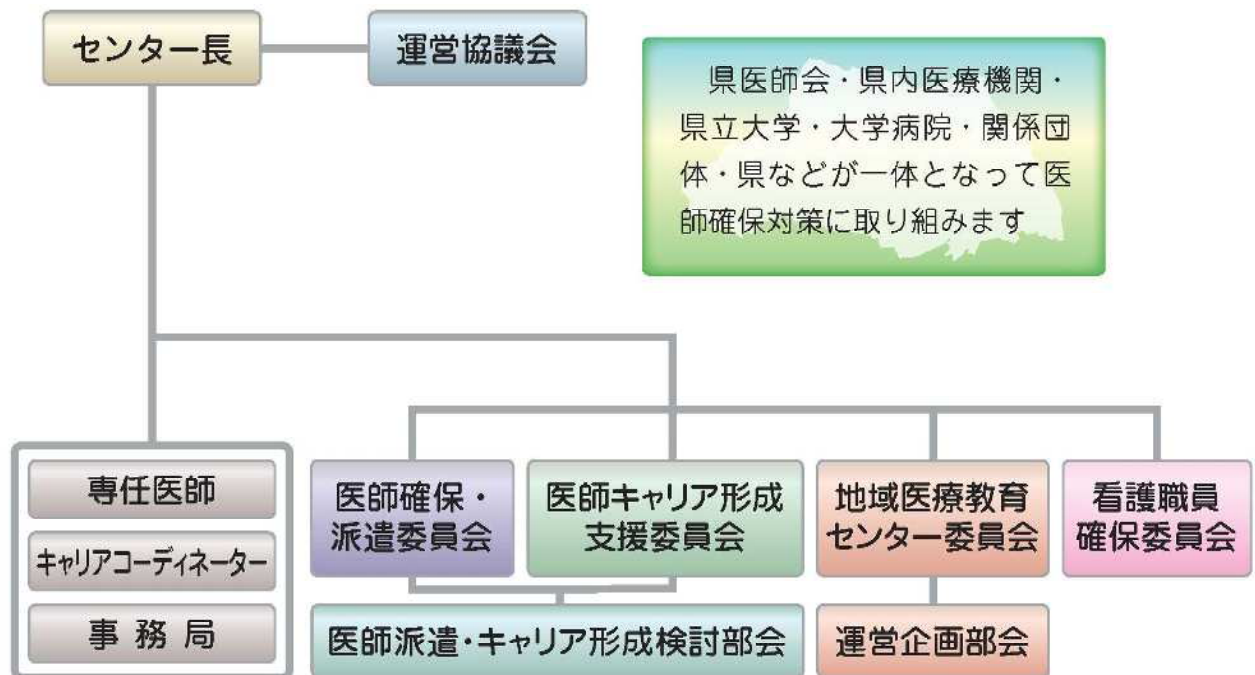 センター長
運営協議会
県医師会・県内医療機関・
県立大学・大学病院・関係団
体・県などが一体となって医
師確保対策に取り組みます
専任医師
キャリアコーディネーター
事務局
医師確保・
派遣委員会
医師キャリア形成
支援委員会
地域医療教育
センター委員会
看護職員
確保委員会
医師派遣・キャリア形成検討部会
運営企画部会